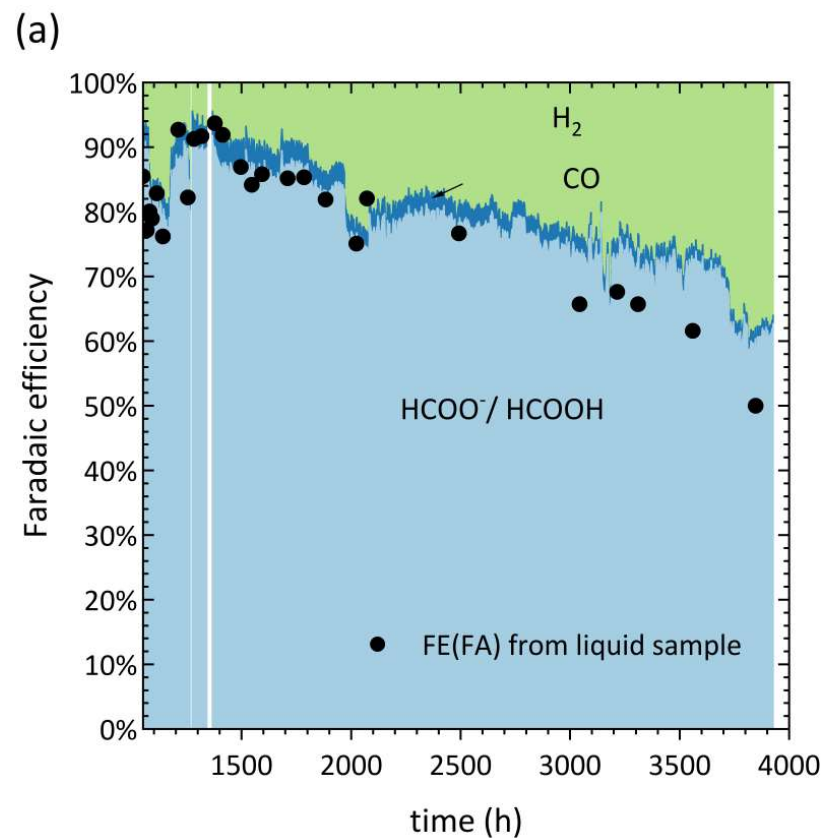 (a)
100%
90%
80%
70%
60%
50%
40%
30%
20%
10%
0%
Faradaic efficiency
H₂
CO
HCOO⁻/ HCOOH
FE(FA) from liquid sample
1500 2000 2500 3000 3500 4000
time (h)